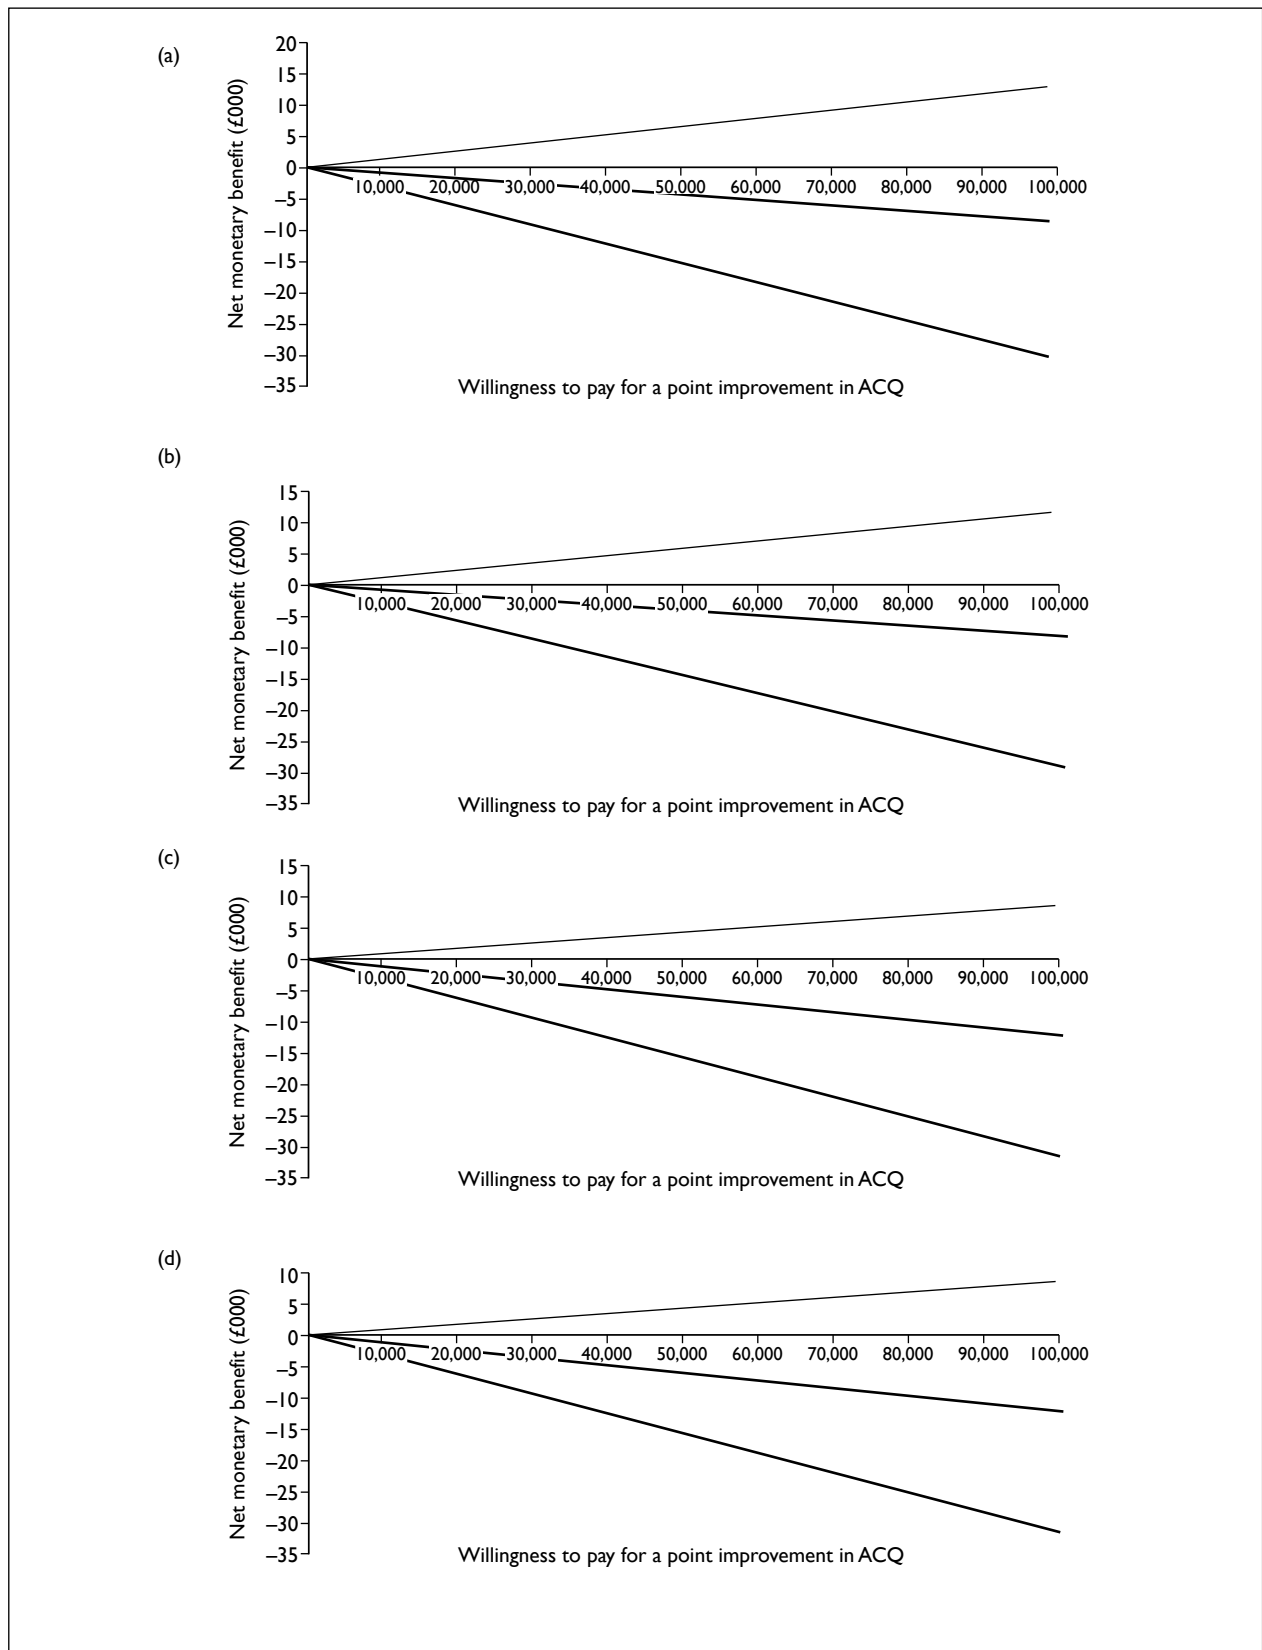 (a)
Net monetary benefit (£000)
20
15
10
5
0
–5
–10
–15
–20
–25
–30
–35
10,000 20,000 30,000 40,000 50,000 60,000 70,000 80,000 90,000 100,000
Willingness to pay for a point improvement in ACQ
(b)
Net monetary benefit (£000)
15
10
5
0
–5
–10
–15
–20
–25
–30
–35
10,000 20,000 30,000 40,000 50,000 60,000 70,000 80,000 90,000 100,000
Willingness to pay for a point improvement in ACQ
(c)
Net monetary benefit (£000)
15
10
5
0
–5
–10
–15
–20
–25
–30
–35
10,000 20,000 30,000 40,000 50,000 60,000 70,000 80,000 90,000 100,000
Willingness to pay for a point improvement in ACQ
(d)
Net monetary benefit (£000)
10
5
0
–5
–10
–15
–20
–25
–30
–35
10,000 20,000 30,000 40,000 50,000 60,000 70,000 80,000 90,000 100,000
Willingness to pay for a point improvement in ACQ